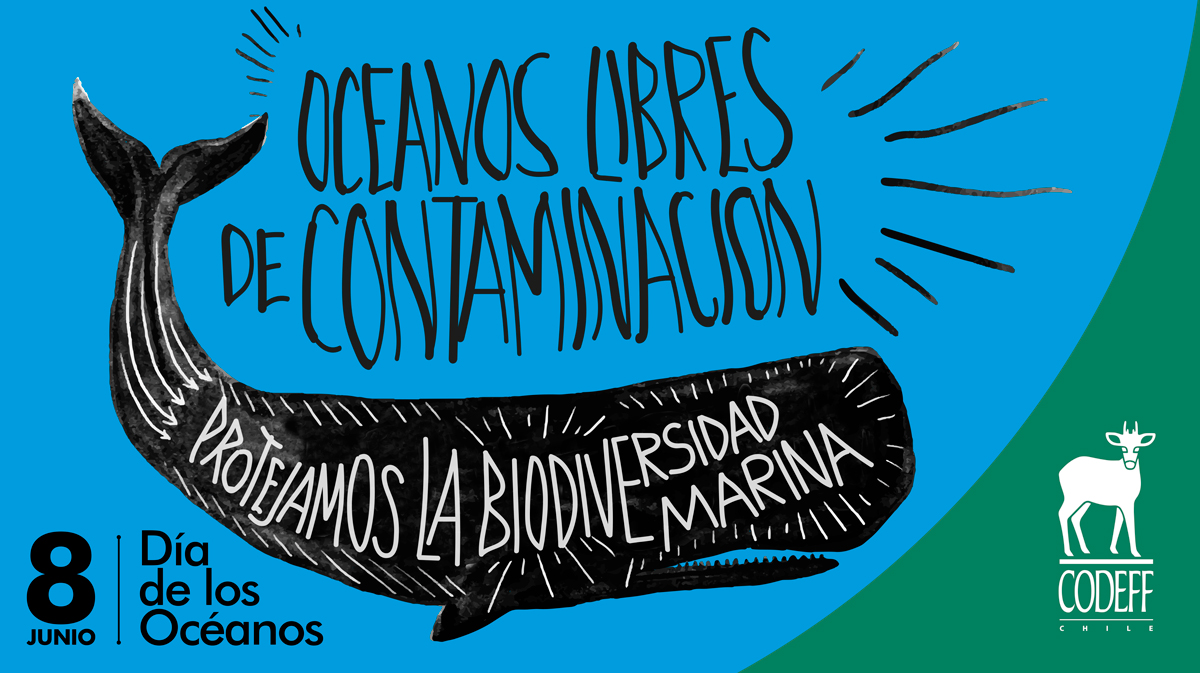 OCEANOS LIBRES
DE CONTAMINACION
PROTEJAMOS LA BIODIVERSIDAD
MARINA
8
JUNIO
Día
de los
Océanos
CODEFF
CHILE